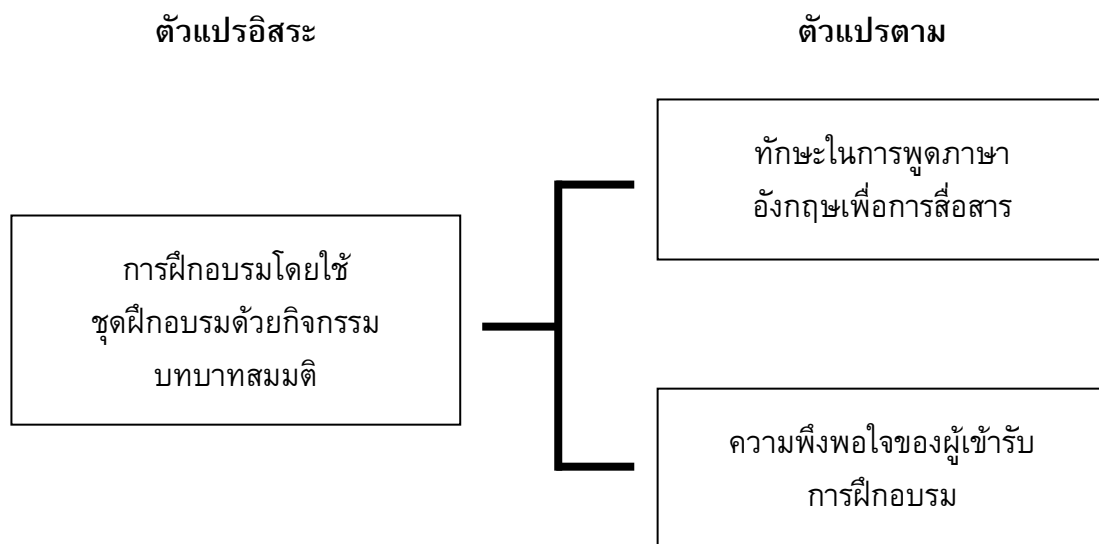 ตัวแปรอิสระ
ตัวแปรตาม
ทักษะในการพูดภาษา
อังกฤษเพื่อการสื่อสาร
การฝึกอบรมโดยใช้
ชุดฝึกอบรมด้วยกิจกรรม
บทบาทสมมติ
ความพึงพอใจของผู้เข้ารับ
การฝึกอบรม